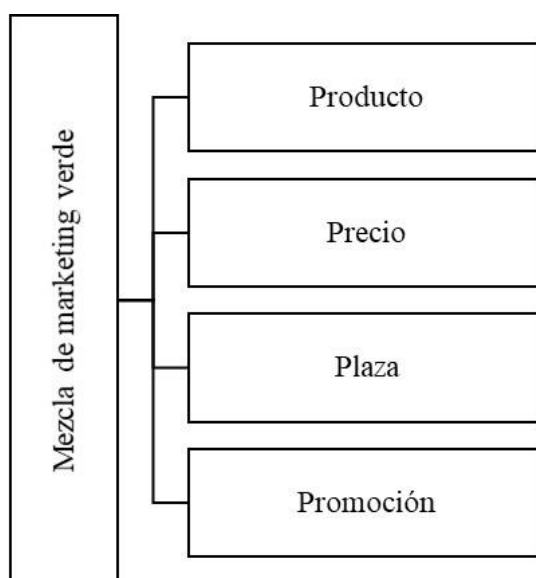 Mezcla de marketing verde
Producto
Precio
Plaza
Promoción